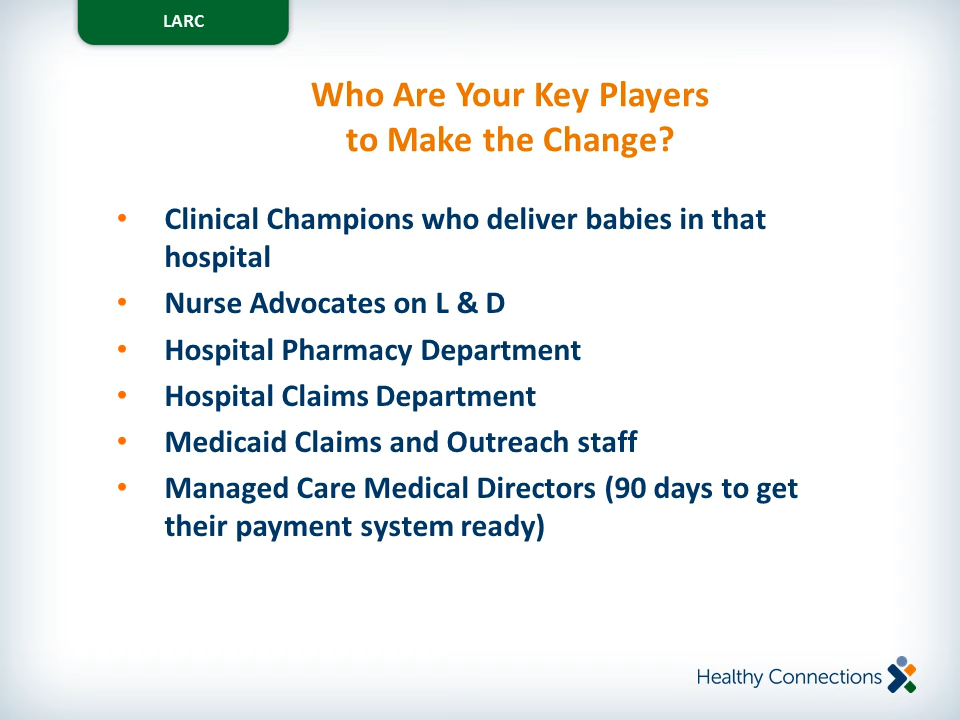 LARC
Who Are Your Key Players
to Make the Change?
• Clinical Champions who deliver babies in that
hospital
• Nurse Advocates on L & D
• Hospital Pharmacy Department
• Hospital Claims Department
• Medicaid Claims and Outreach staff
• Managed Care Medical Directors (90 days to get
their payment system ready)
Healthy Connections